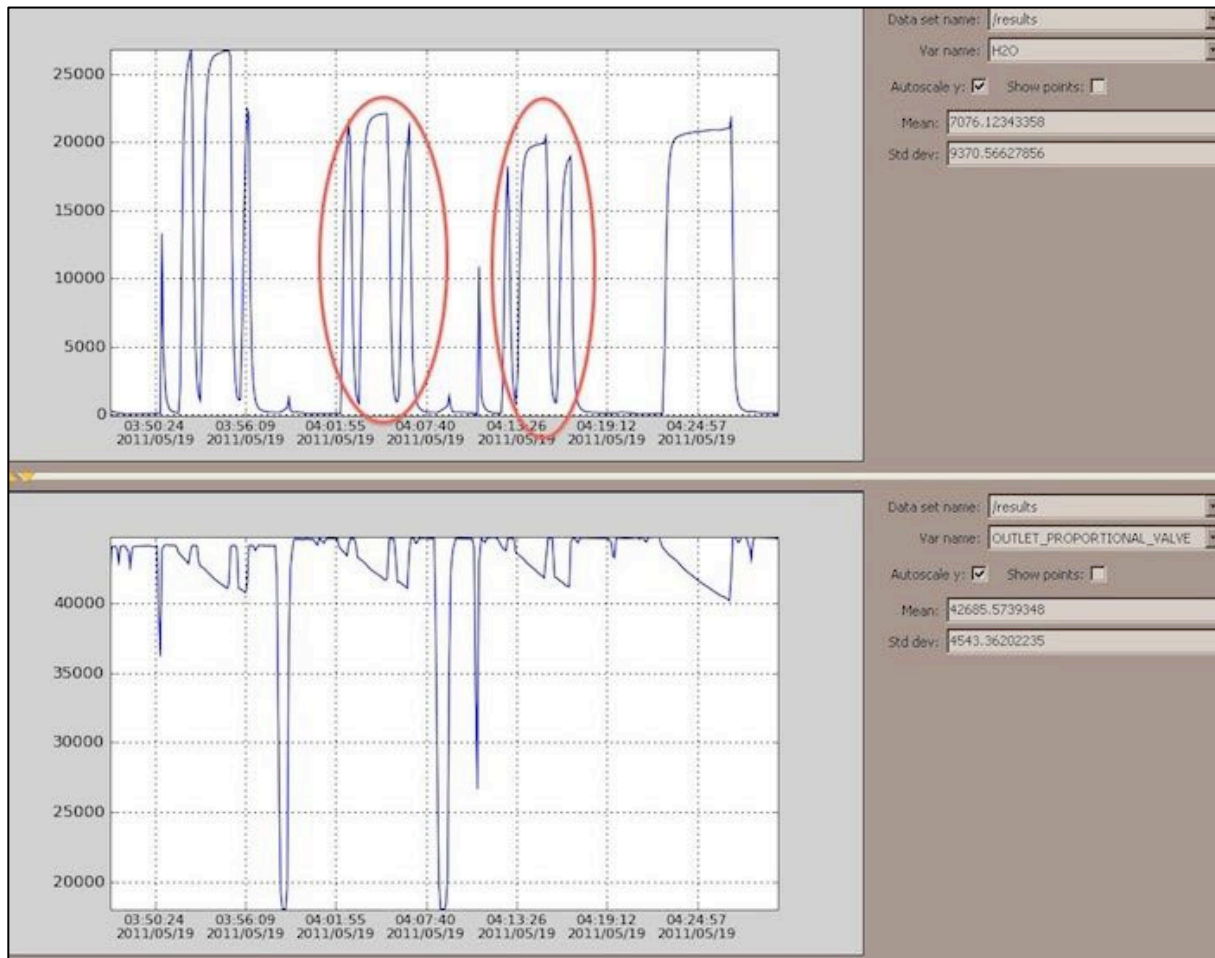 Data set name: /results
Var name: H2O
Autoscale y: Show points:
Mean: 7076.12343358
Std dev: 9370.56627856
25000
20000
15000
10000
5000
0
03:50:24 03:56:09 04:01:55 04:07:40 04:13:26 04:19:12 04:24:57
2011/05/19 2011/05/19 2011/05/19 2011/05/19 2011/05/19 2011/05/19 2011/05/19
Data set name: /results
Var name: OUTLET_PROPORTIONAL_VALVE
Autoscale y: Show points:
Mean: 42685.5739348
Std dev: 4543.36202235
40000
35000
30000
25000
20000
03:50:24 03:56:09 04:01:55 04:07:40 04:13:26 04:19:12 04:24:57
2011/05/19 2011/05/19 2011/05/19 2011/05/19 2011/05/19 2011/05/19 2011/05/19